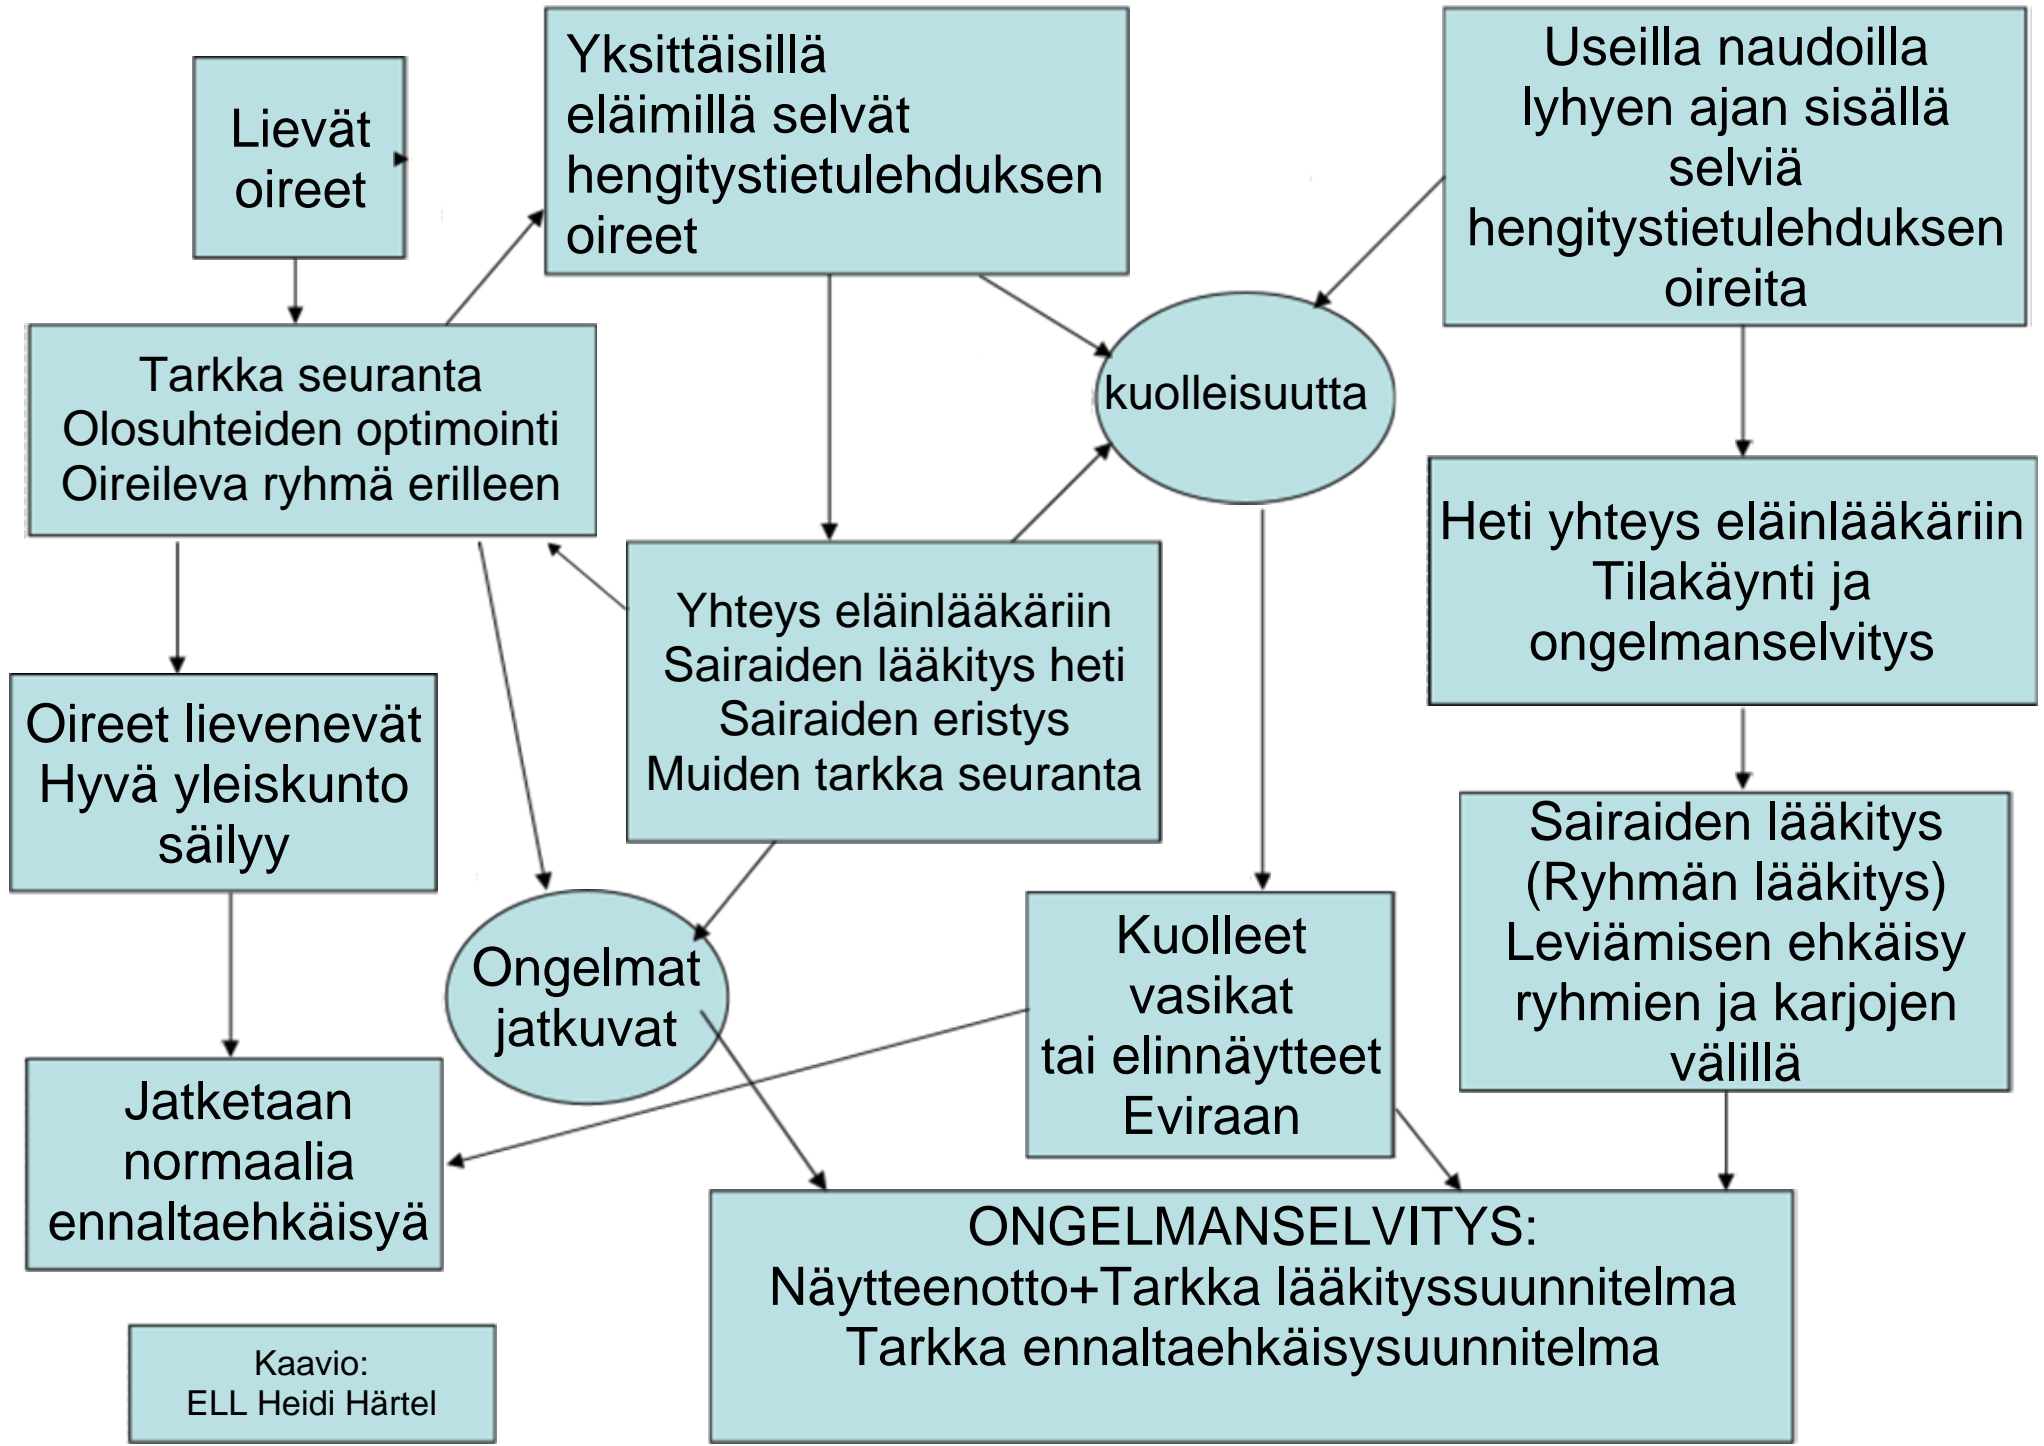 Lievät
oireet
Yksittäisillä
eläimillä selvät
hengitystietulehduksen
oireet
Useilla naudoilla
lyhyen ajan sisällä
selviä
hengitystietulehduksen
oireita
Tarkka seuranta
Olosuhteiden optimointi
Oireileva ryhmä erilleen
kuolleisuutta
Heti yhteys eläinlääkäriin
Tilakäynti ja
ongelmanselvitys
Yhteys eläinlääkäriin
Sairaiden lääkitys heti
Sairaiden eristys
Muiden tarkka seuranta
Oireet lievenevät
Hyvä yleiskunto
säilyy
Sairaiden lääkitys
(Ryhmän lääkitys)
Leviämisen ehkäisy
ryhmien ja karjojen
välillä
Ongelmat
jatkuvat
Kuolleet
vasikat
tai elinnäytteet
Eviraan
Jatketaan
normaalia
ennaltaehkäisyä
ONGELMANSELVITYS:
Näytteenotto+Tarkka lääkityssuunnitelma
Tarkka ennaltaehkäisysuunnitelma
Kaavio:
ELL Heidi Härtel